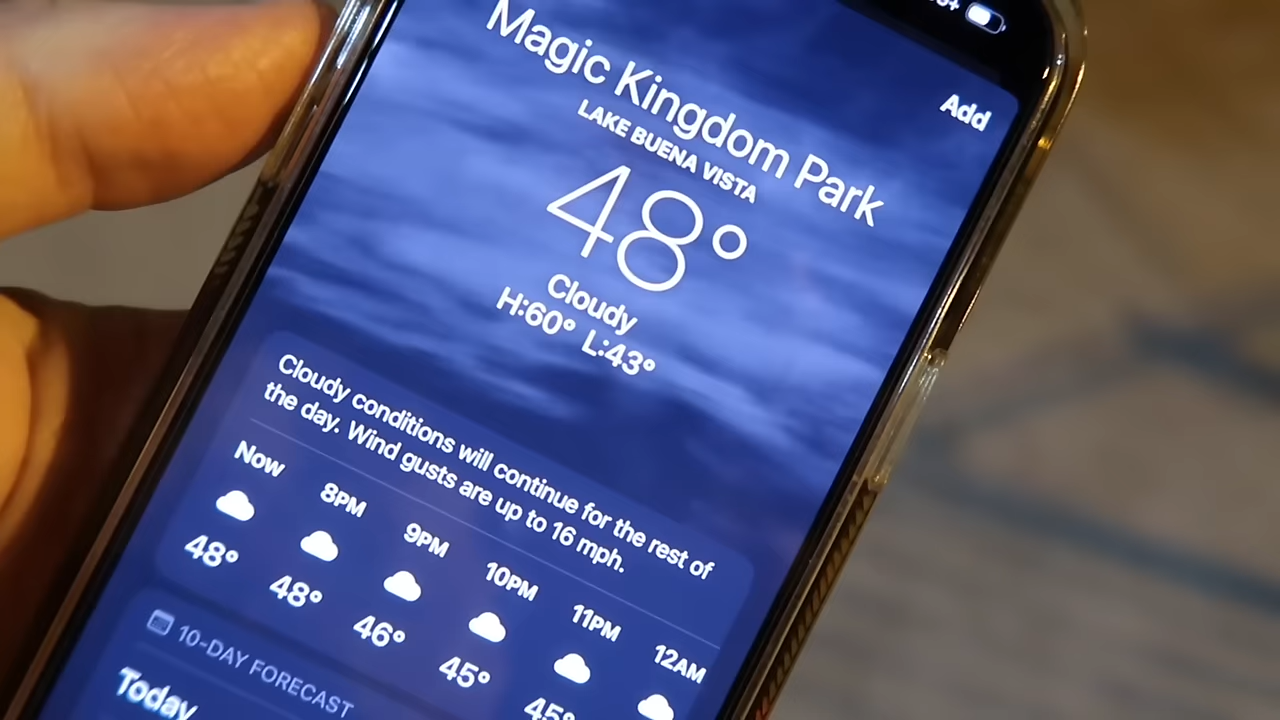 Add
Magic Kingdom Park
LAKE BUENA VISTA
48°
Cloudy
H:60° L:43°
Cloudy conditions will continue for the rest of
the day. Wind gusts are up to 16 mph.
Now 8PM 9PM 10PM 11PM 12AM
48° 48° 46° 45° 45°
10-DAY FORECAST
Today